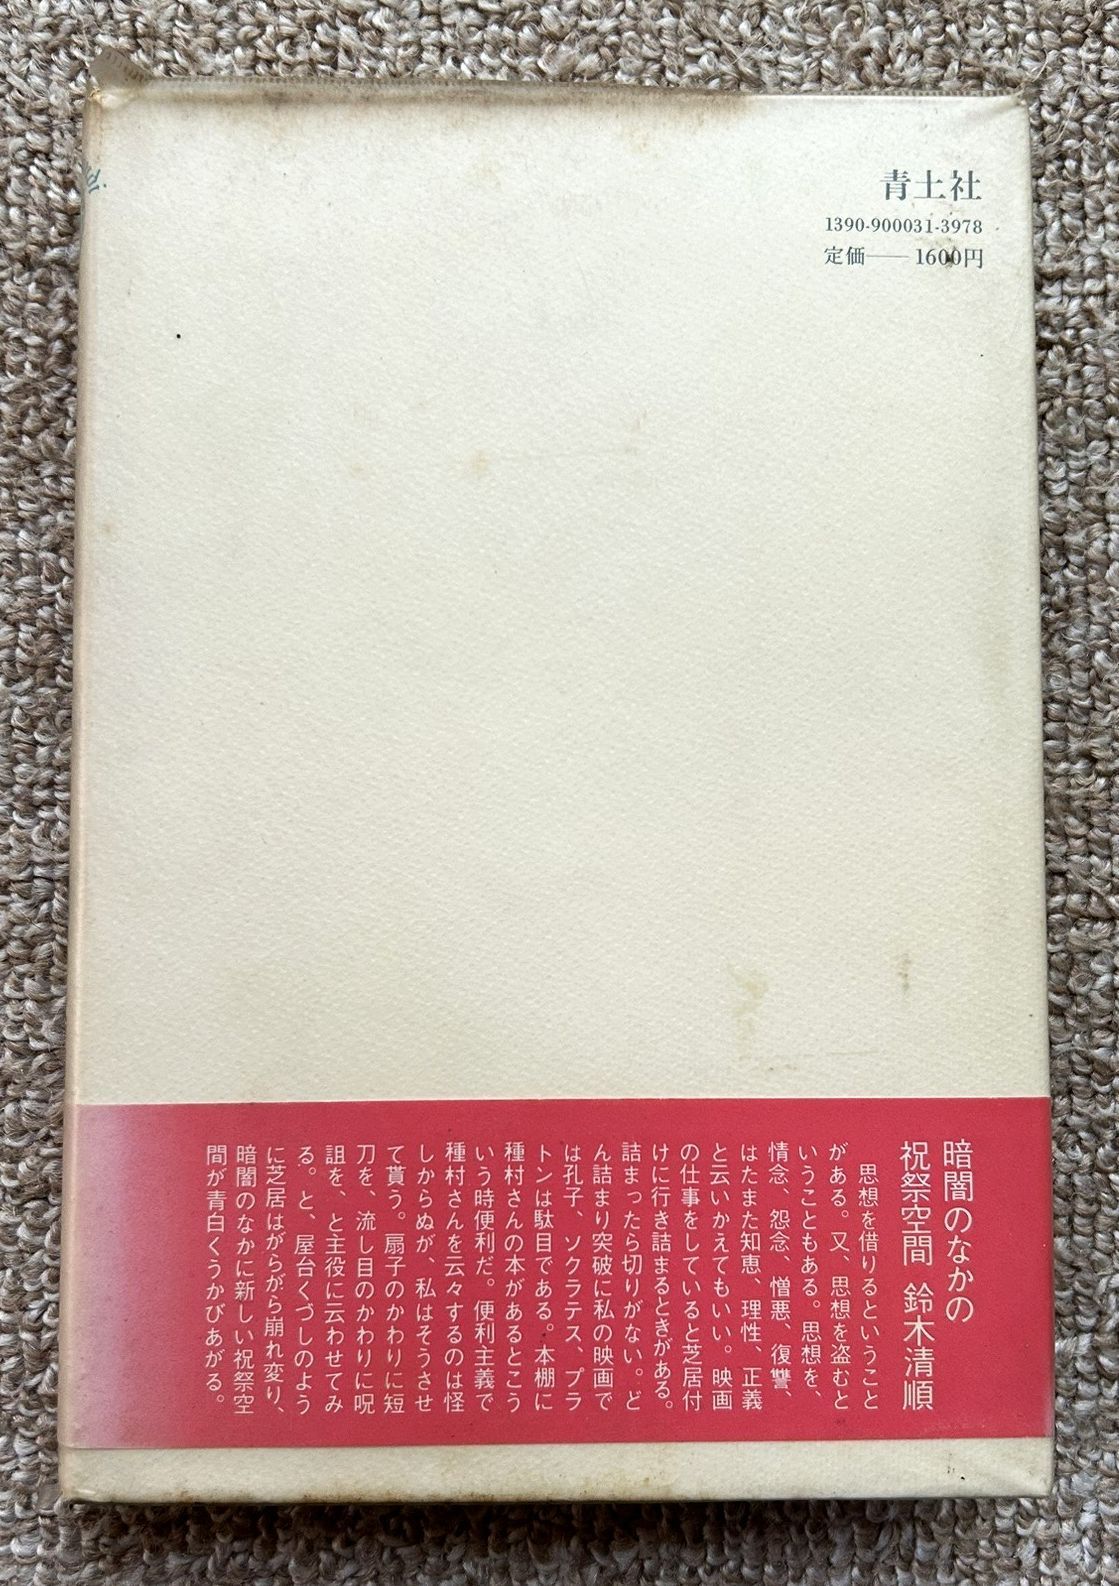 青土社
1390-900031-3978
定価――1600円
暗闇のなかの
祝祭空間 鈴木清順
思想を借りるということ
がある。又、思想を盗むと
いうこともある。思想を、
情念、怨念、憎悪、復讐、
はたまた知恵、理性、正義
と云いかえてもいい。映画
の仕事をしていると芝居付
けに行き詰まるときがある。
詰まったら切りがない。ど
ん詰まり突破に私の映画で
は孔子、ソクラテス、プラ
トンは駄目である。本棚に
種村さんの本があるとこう
いう時便利だ。便利主義で
種村さんを云々するのは怪
しからぬが、私はそうさせ
て貰う。扇子のかわりに短
刀を、流し目のかわりに呪
詛を、と主役に云わせてみ
る。と、屋台くづしのよう
に芝居はがらがら崩れ変り、
暗闇のなかに新しい祝祭空
間が青白くうかびあがる。